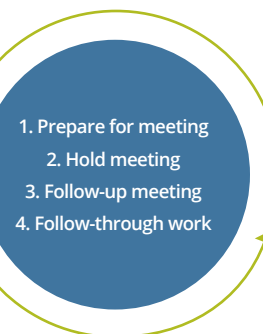 1. Prepare for meeting
2. Hold meeting
3. Follow-up meeting
4. Follow-through work